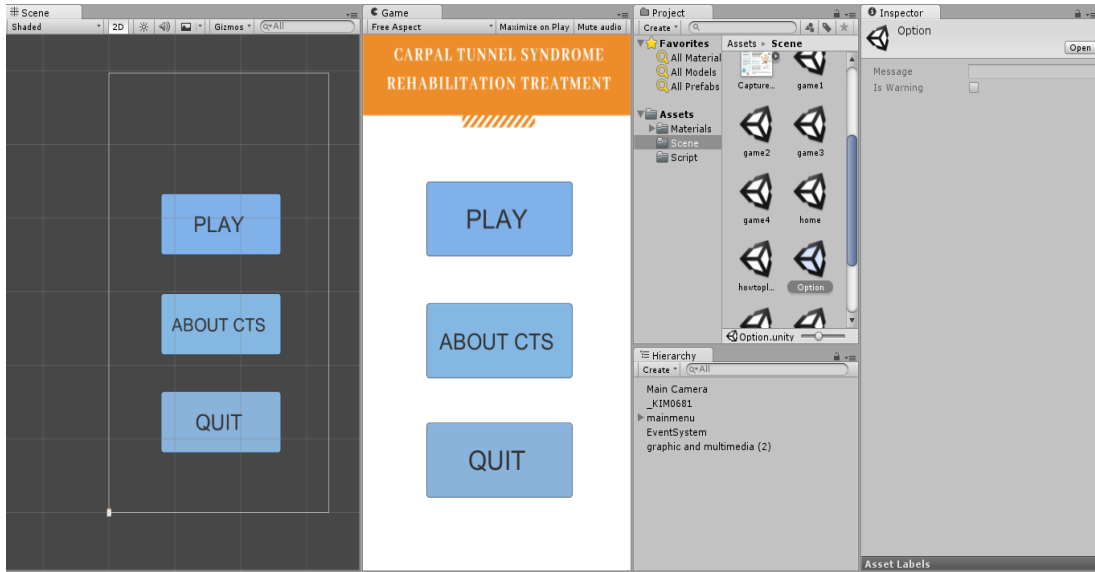 Scene
Shaded
2D
Gizmos
All
PLAY
ABOUT CTS
QUIT
Game
Free Aspect
Maximize on Play
Mute audio
CARPAL TUNNEL SYNDROME
REHABILITATION TREATMENT
PLAY
ABOUT CTS
QUIT
Project
Create
Favorites
All Material
All Models
All Prefabs
Assets
Materials
Scene
Script
Assets ▸ Scene
Capture...
game1
game2
game3
game4
home
howtopl...
Option
Option.unity
Hierarchy
Create
All
Main Camera
_KIM0681
mainmenu
EventSystem
graphic and multimedia (2)
Inspector
Option
Open
Message
Is Warning
Asset Labels